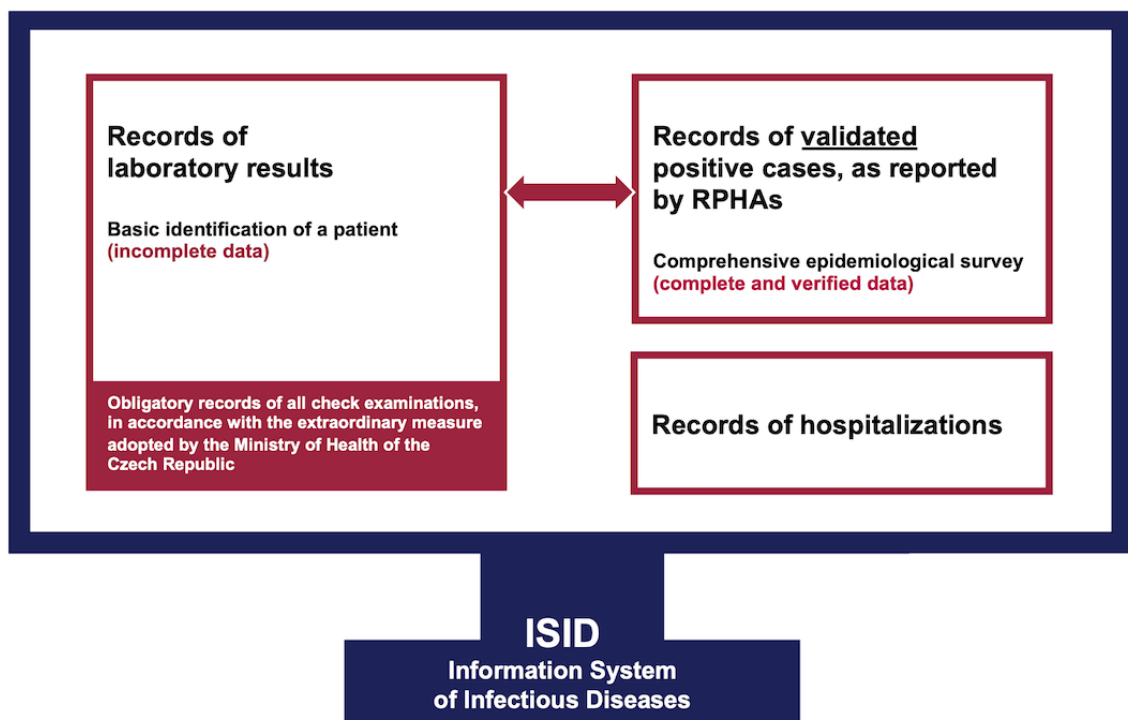 Records of
laboratory results
Basic identification of a patient
(incomplete data)
Obligatory records of all check examinations,
in accordance with the extraordinary measure
adopted by the Ministry of Health of the
Czech Republic
Records of validated
positive cases, as reported
by RPHAs
Comprehensive epidemiological survey
(complete and verified data)
Records of hospitalizations
ISID
Information System
of Infectious Diseases